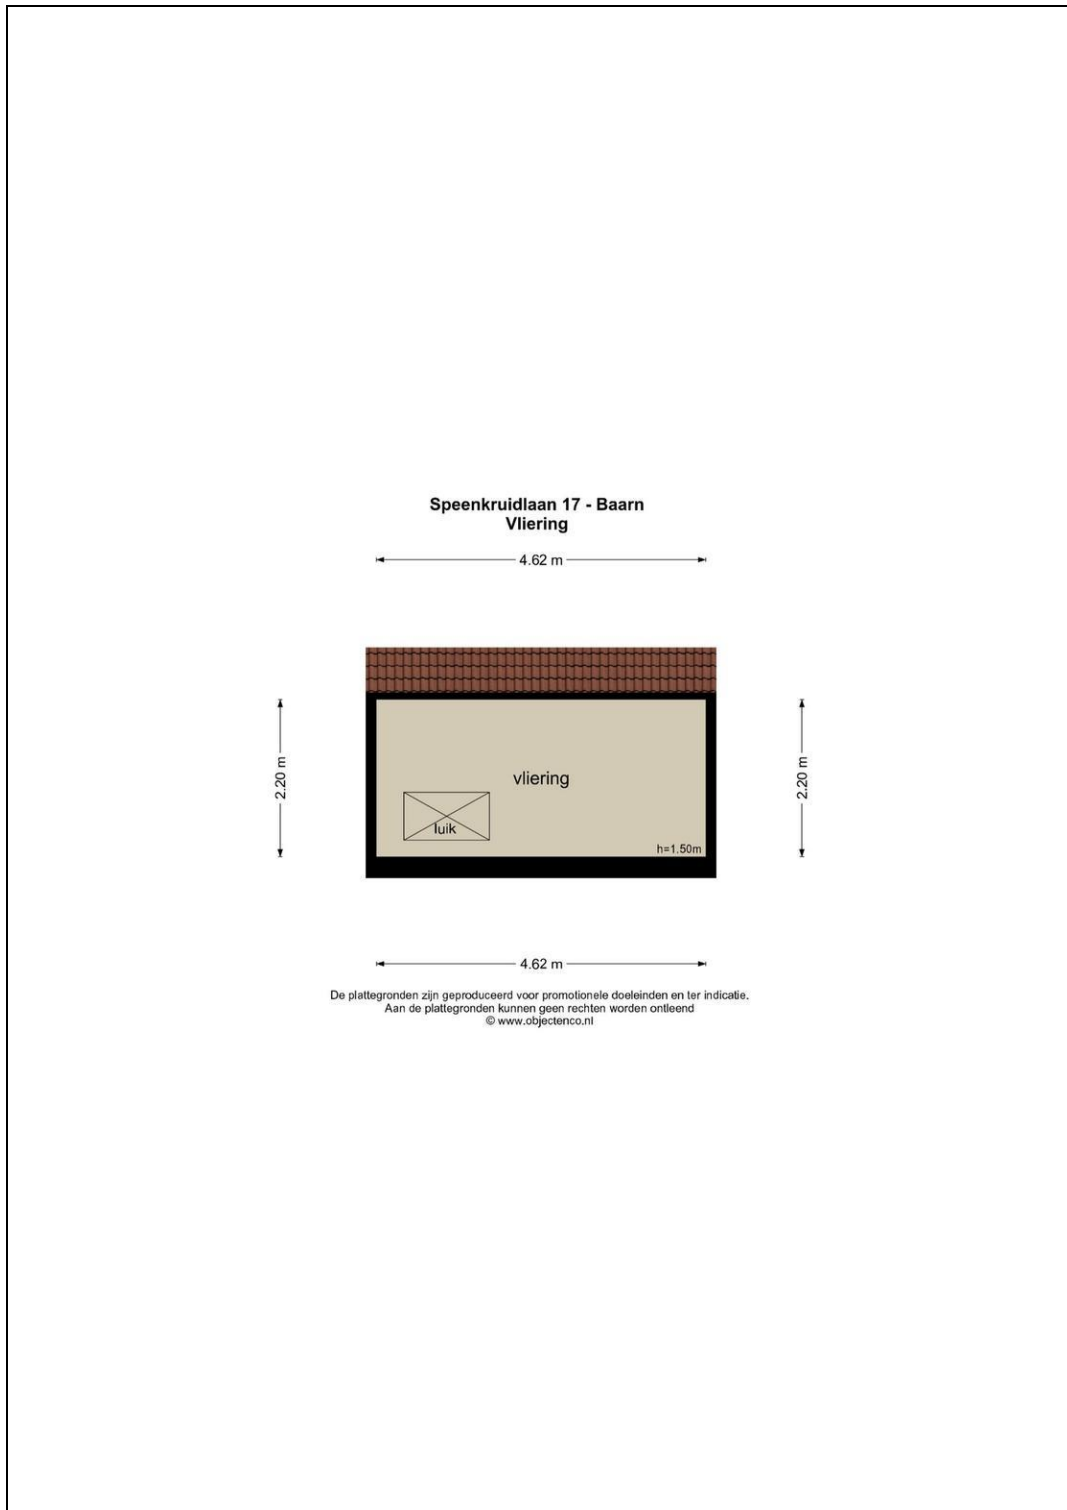 Speenkruidlaan 17 - Baarn
Vliering
4.62 m
2.20 m
2.20 m
vliering
luik
h=1.50m
4.62 m
De plattegronden zijn geproduceerd voor promotionele doeleinden en ter indicatie.
Aan de plattegronden kunnen geen rechten worden ontleend
© www.objectenco.nl